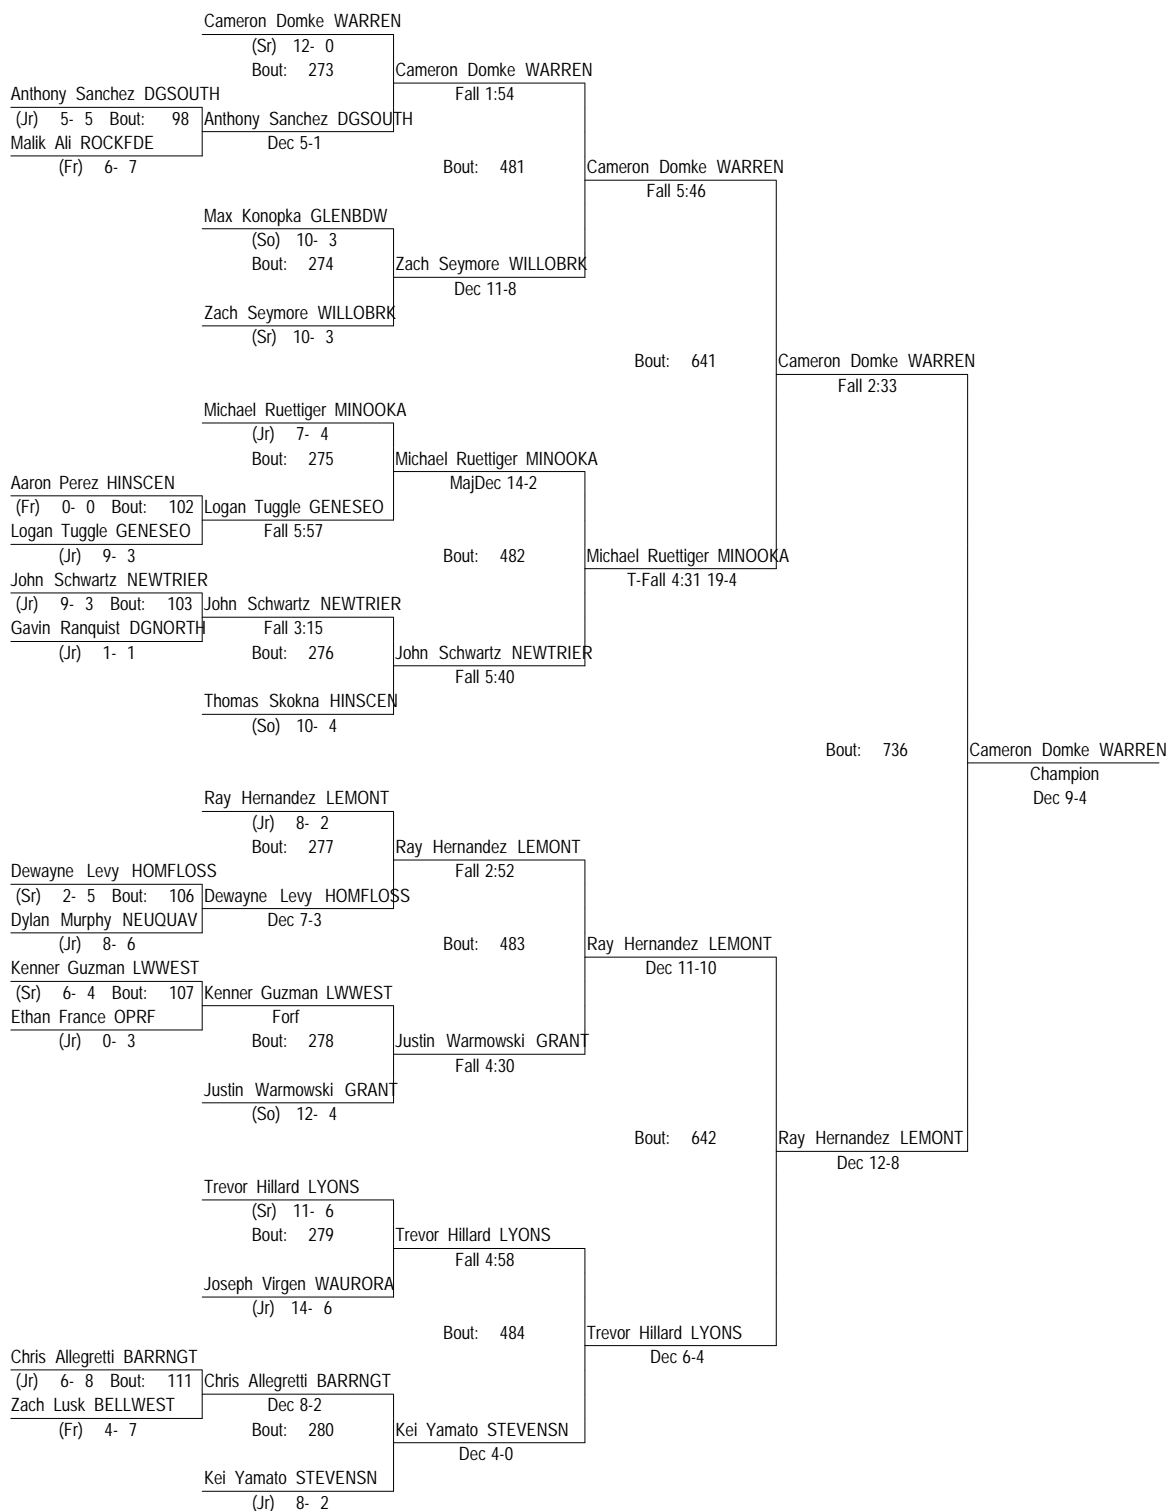 Cameron Domke WARREN
(Sr) 12- 0
Bout: 273
Cameron Domke WARREN
Fall 1:54
Anthony Sanchez DGSOUTH
(Jr) 5- 5 Bout: 98
Anthony Sanchez DGSOUTH
Malik Ali ROCKFDE
Dec 5-1
(Fr) 6- 7
Bout: 481
Cameron Domke WARREN
Fall 5:46
Max Konopka GLENBDW
(So) 10- 3
Bout: 274
Zach Seymore WILLOBRK
Dec 11-8
Zach Seymore WILLOBRK
(Sr) 10- 3
Bout: 641
Cameron Domke WARREN
Fall 2:33
Michael Ruettiger MINOOKA
(Jr) 7- 4
Bout: 275
Michael Ruettiger MINOOKA
MajDec 14-2
Aaron Perez HINSCEN
(Fr) 0- 0 Bout: 102
Logan Tuggle GENESEO
Logan Tuggle GENESEO
Fall 5:57
(Jr) 9- 3
Bout: 482
Michael Ruettiger MINOOKA
T-Fall 4:31 19-4
John Schwartz NEWTRIER
(Jr) 9- 3 Bout: 103
John Schwartz NEWTRIER
Gavin Ranquist DGNORTH
Fall 3:15
(Jr) 1- 1
Bout: 276
John Schwartz NEWTRIER
Fall 5:40
Thomas Skokna HINSCEN
(So) 10- 4
Bout: 736
Cameron Domke WARREN
Champion
Dec 9-4
Ray Hernandez LEMONT
(Jr) 8- 2
Bout: 277
Ray Hernandez LEMONT
Fall 2:52
Dewayne Levy HOMFLOSS
(Sr) 2- 5 Bout: 106
Dewayne Levy HOMFLOSS
Dylan Murphy NEUQUAV
Dec 7-3
(Jr) 8- 6
Bout: 483
Ray Hernandez LEMONT
Dec 11-10
Kenner Guzman LWWEST
(Sr) 6- 4 Bout: 107
Kenner Guzman LWWEST
Ethan France OPRF
Forf
(Jr) 0- 3
Bout: 278
Justin Warmowski GRANT
Fall 4:30
Justin Warmowski GRANT
(So) 12- 4
Bout: 642
Ray Hernandez LEMONT
Dec 12-8
Trevor Hillard LYONS
(Sr) 11- 6
Bout: 279
Trevor Hillard LYONS
Fall 4:58
Joseph Virgen WAURORA
(Jr) 14- 6
Bout: 484
Trevor Hillard LYONS
Dec 6-4
Chris Allegretti BARRNGT
(Jr) 6- 8 Bout: 111
Chris Allegretti BARRNGT
Zach Lusk BELLWEST
Dec 8-2
(Fr) 4- 7
Bout: 280
Kei Yamato STEVENSN
Dec 4-0
Kei Yamato STEVENSN
(Jr) 8- 2